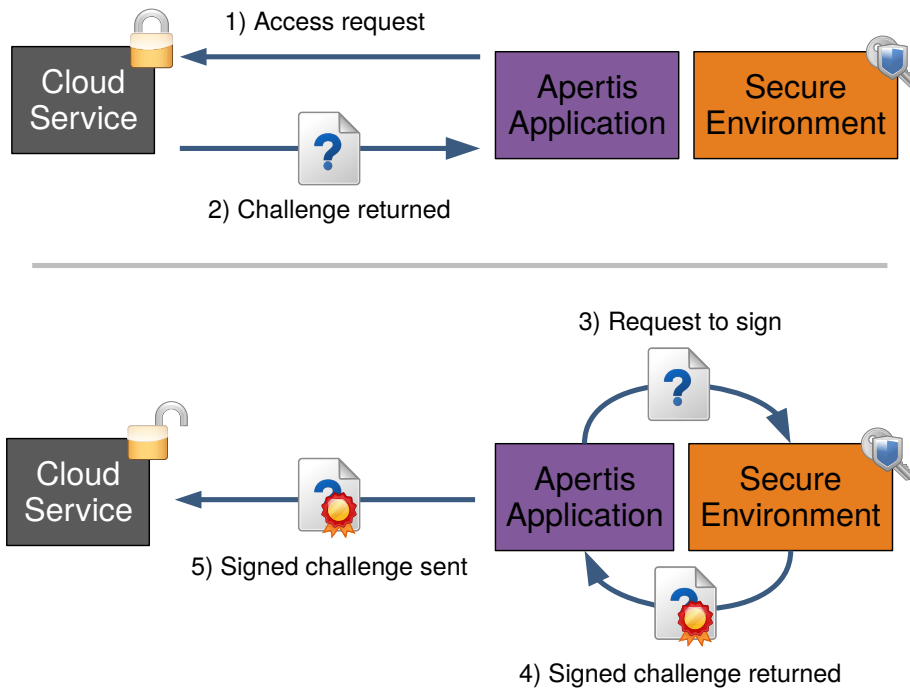 1) Access request
Cloud
Service
Apertis
Application
Secure
Environment
?
2) Challenge returned
3) Request to sign
?
Cloud
Service
?
Apertis
Application
Secure
Environment
5) Signed challenge sent
?
4) Signed challenge returned